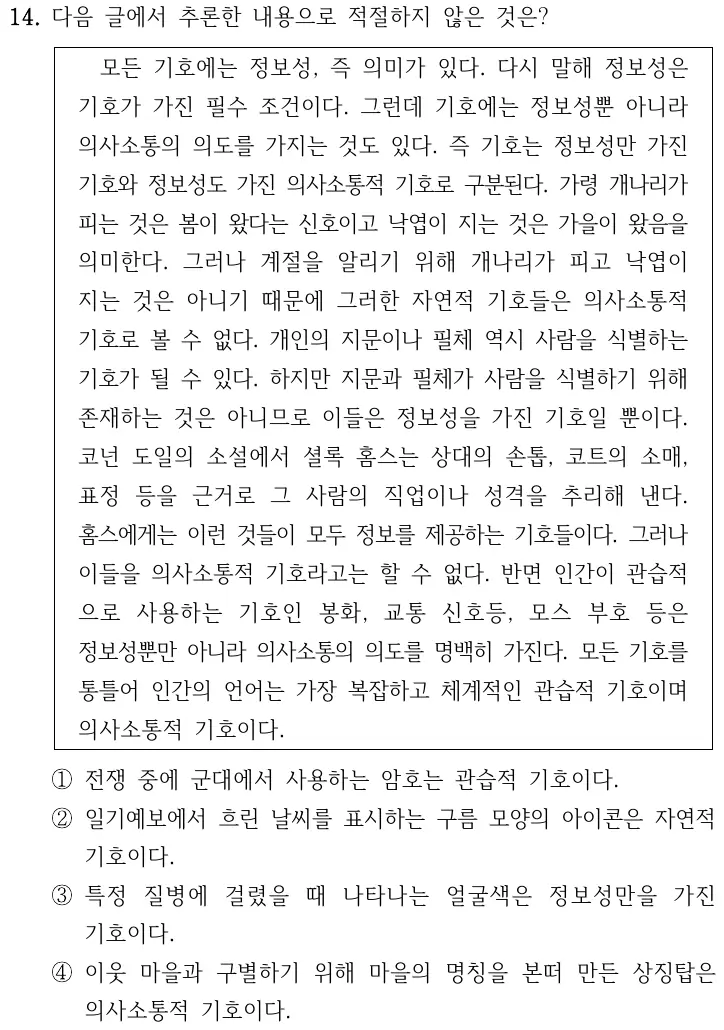 14. 다음 글에서 추론한 내용으로 적절하지 않은 것은?
모든 기호에는 정보성, 즉 의미가 있다. 다시 말해 정보성은
기호가 가진 필수 조건이다. 그런데 기호에는 정보성뿐 아니라
의사소통의 의도를 가지는 것도 있다. 즉 기호는 정보성만 가진
기호와 정보성도 가진 의사소통적 기호로 구분된다. 가령 개나리가
피는 것은 봄이 왔다는 신호이고 낙엽이 지는 것은 가을이 왔음을
의미한다. 그러나 계절을 알리기 위해 개나리가 피고 낙엽이
지는 것은 아니기 때문에 그러한 자연적 기호들은 의사소통적
기호로 볼 수 없다. 개인의 지문이나 필체 역시 사람을 식별하는
기호가 될 수 있다. 하지만 지문과 필체가 사람을 식별하기 위해
존재하는 것은 아니므로 이들은 정보성을 가진 기호일 뿐이다.
코넌 도일의 소설에서 셜록 홈스는 상대의 손톱, 코트의 소매,
표정 등을 근거로 그 사람의 직업이나 성격을 추리해 낸다.
홈스에게는 이런 것들이 모두 정보를 제공하는 기호들이다. 그러나
이들을 의사소통적 기호라고는 할 수 없다. 반면 인간이 관습적
으로 사용하는 기호인 봉화, 교통 신호등, 모스 부호 등은
정보성뿐만 아니라 의사소통의 의도를 명백히 가진다. 모든 기호를
통틀어 인간의 언어는 가장 복잡하고 체계적인 관습적 기호이며
의사소통적 기호이다.
① 전쟁 중에 군대에서 사용하는 암호는 관습적 기호이다.
② 일기예보에서 흐린 날씨를 표시하는 구름 모양의 아이콘은 자연적
기호이다.
③ 특정 질병에 걸렸을 때 나타나는 얼굴색은 정보성만을 가진
기호이다.
④ 이웃 마을과 구별하기 위해 마을의 명칭을 본떠 만든 상징탑은
의사소통적 기호이다.